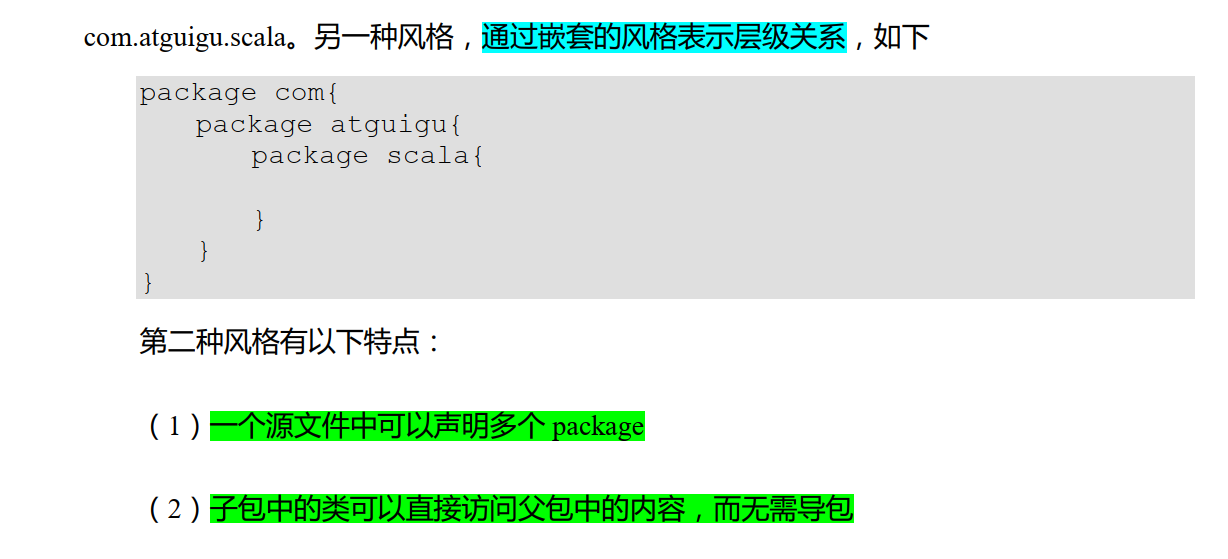 com.atguigu.scala。另一种风格，通过嵌套的风格表示层级关系，如下
package com{
package atguigu{
package scala{
}
}
}
第二种风格有以下特点：
（1）一个源文件中可以声明多个 package
（2）子包中的类可以直接访问父包中的内容，而无需导包